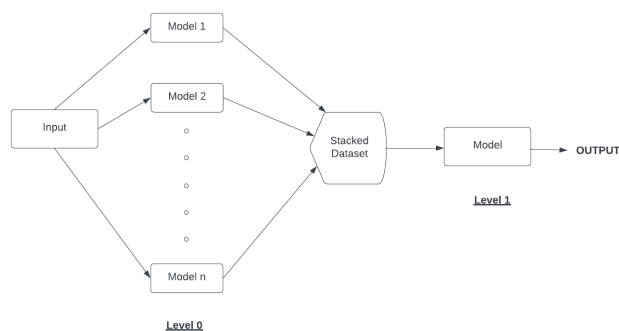 Model 1
Model 2
Input
Stacked
Dataset
Model
OUTPUT
Level 1
Model n
Level 0